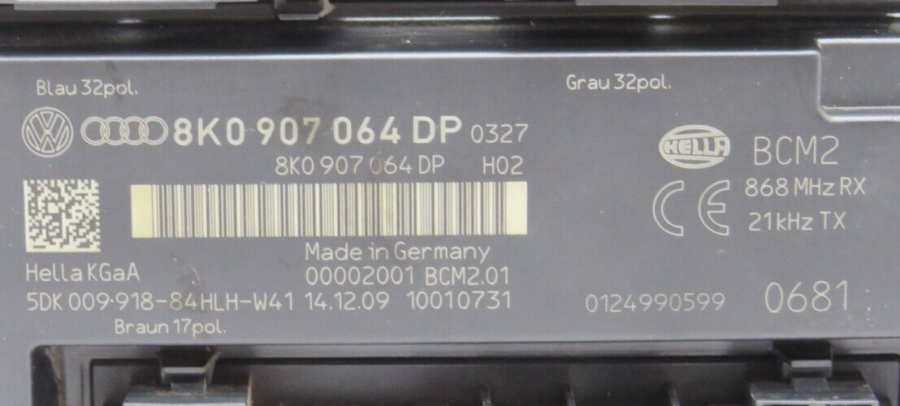 Blau 32pol.
Grau 32pol.
8K0 907 064 DP 0327
8K0 907 064 DP H02
HELLA
BCM2
868 MHz RX
CE
21kHz TX
Made in Germany
Hella KGaA
00002001 BCM2.01
5DK 009·918-84HLH-W41 14.12.09 10010731
0124990599 0681
Braun 17pol.